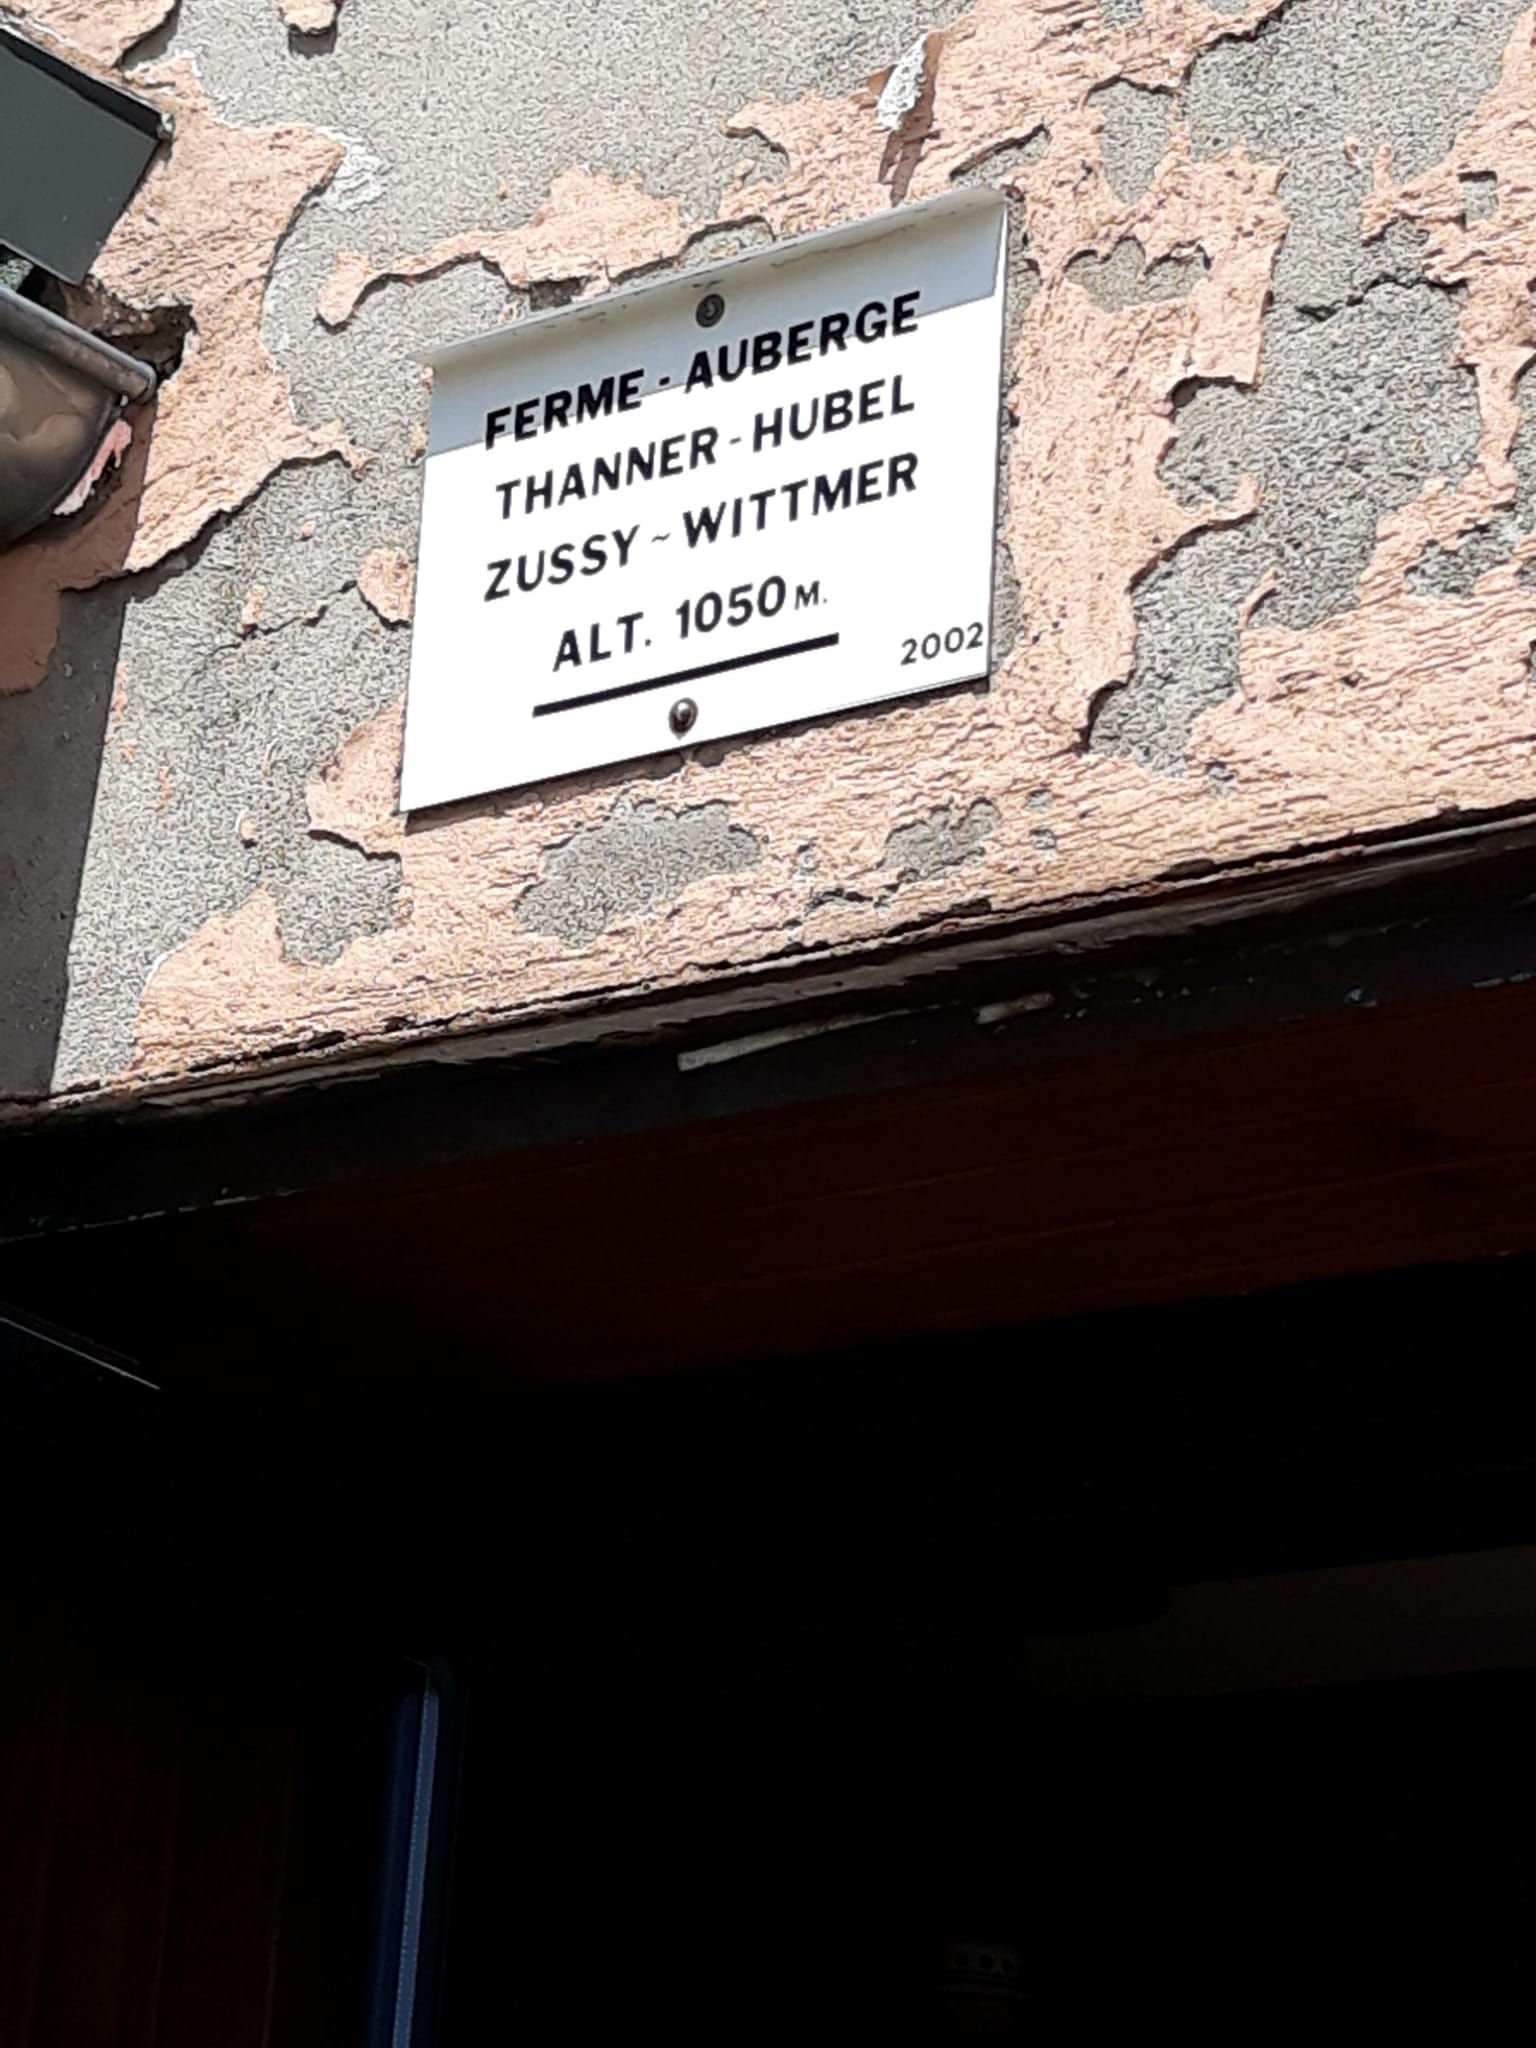 FERME - AUBERGE
THANNER - HUBEL
ZUSSY ~ WITTMER
ALT. 1050 M.
2002